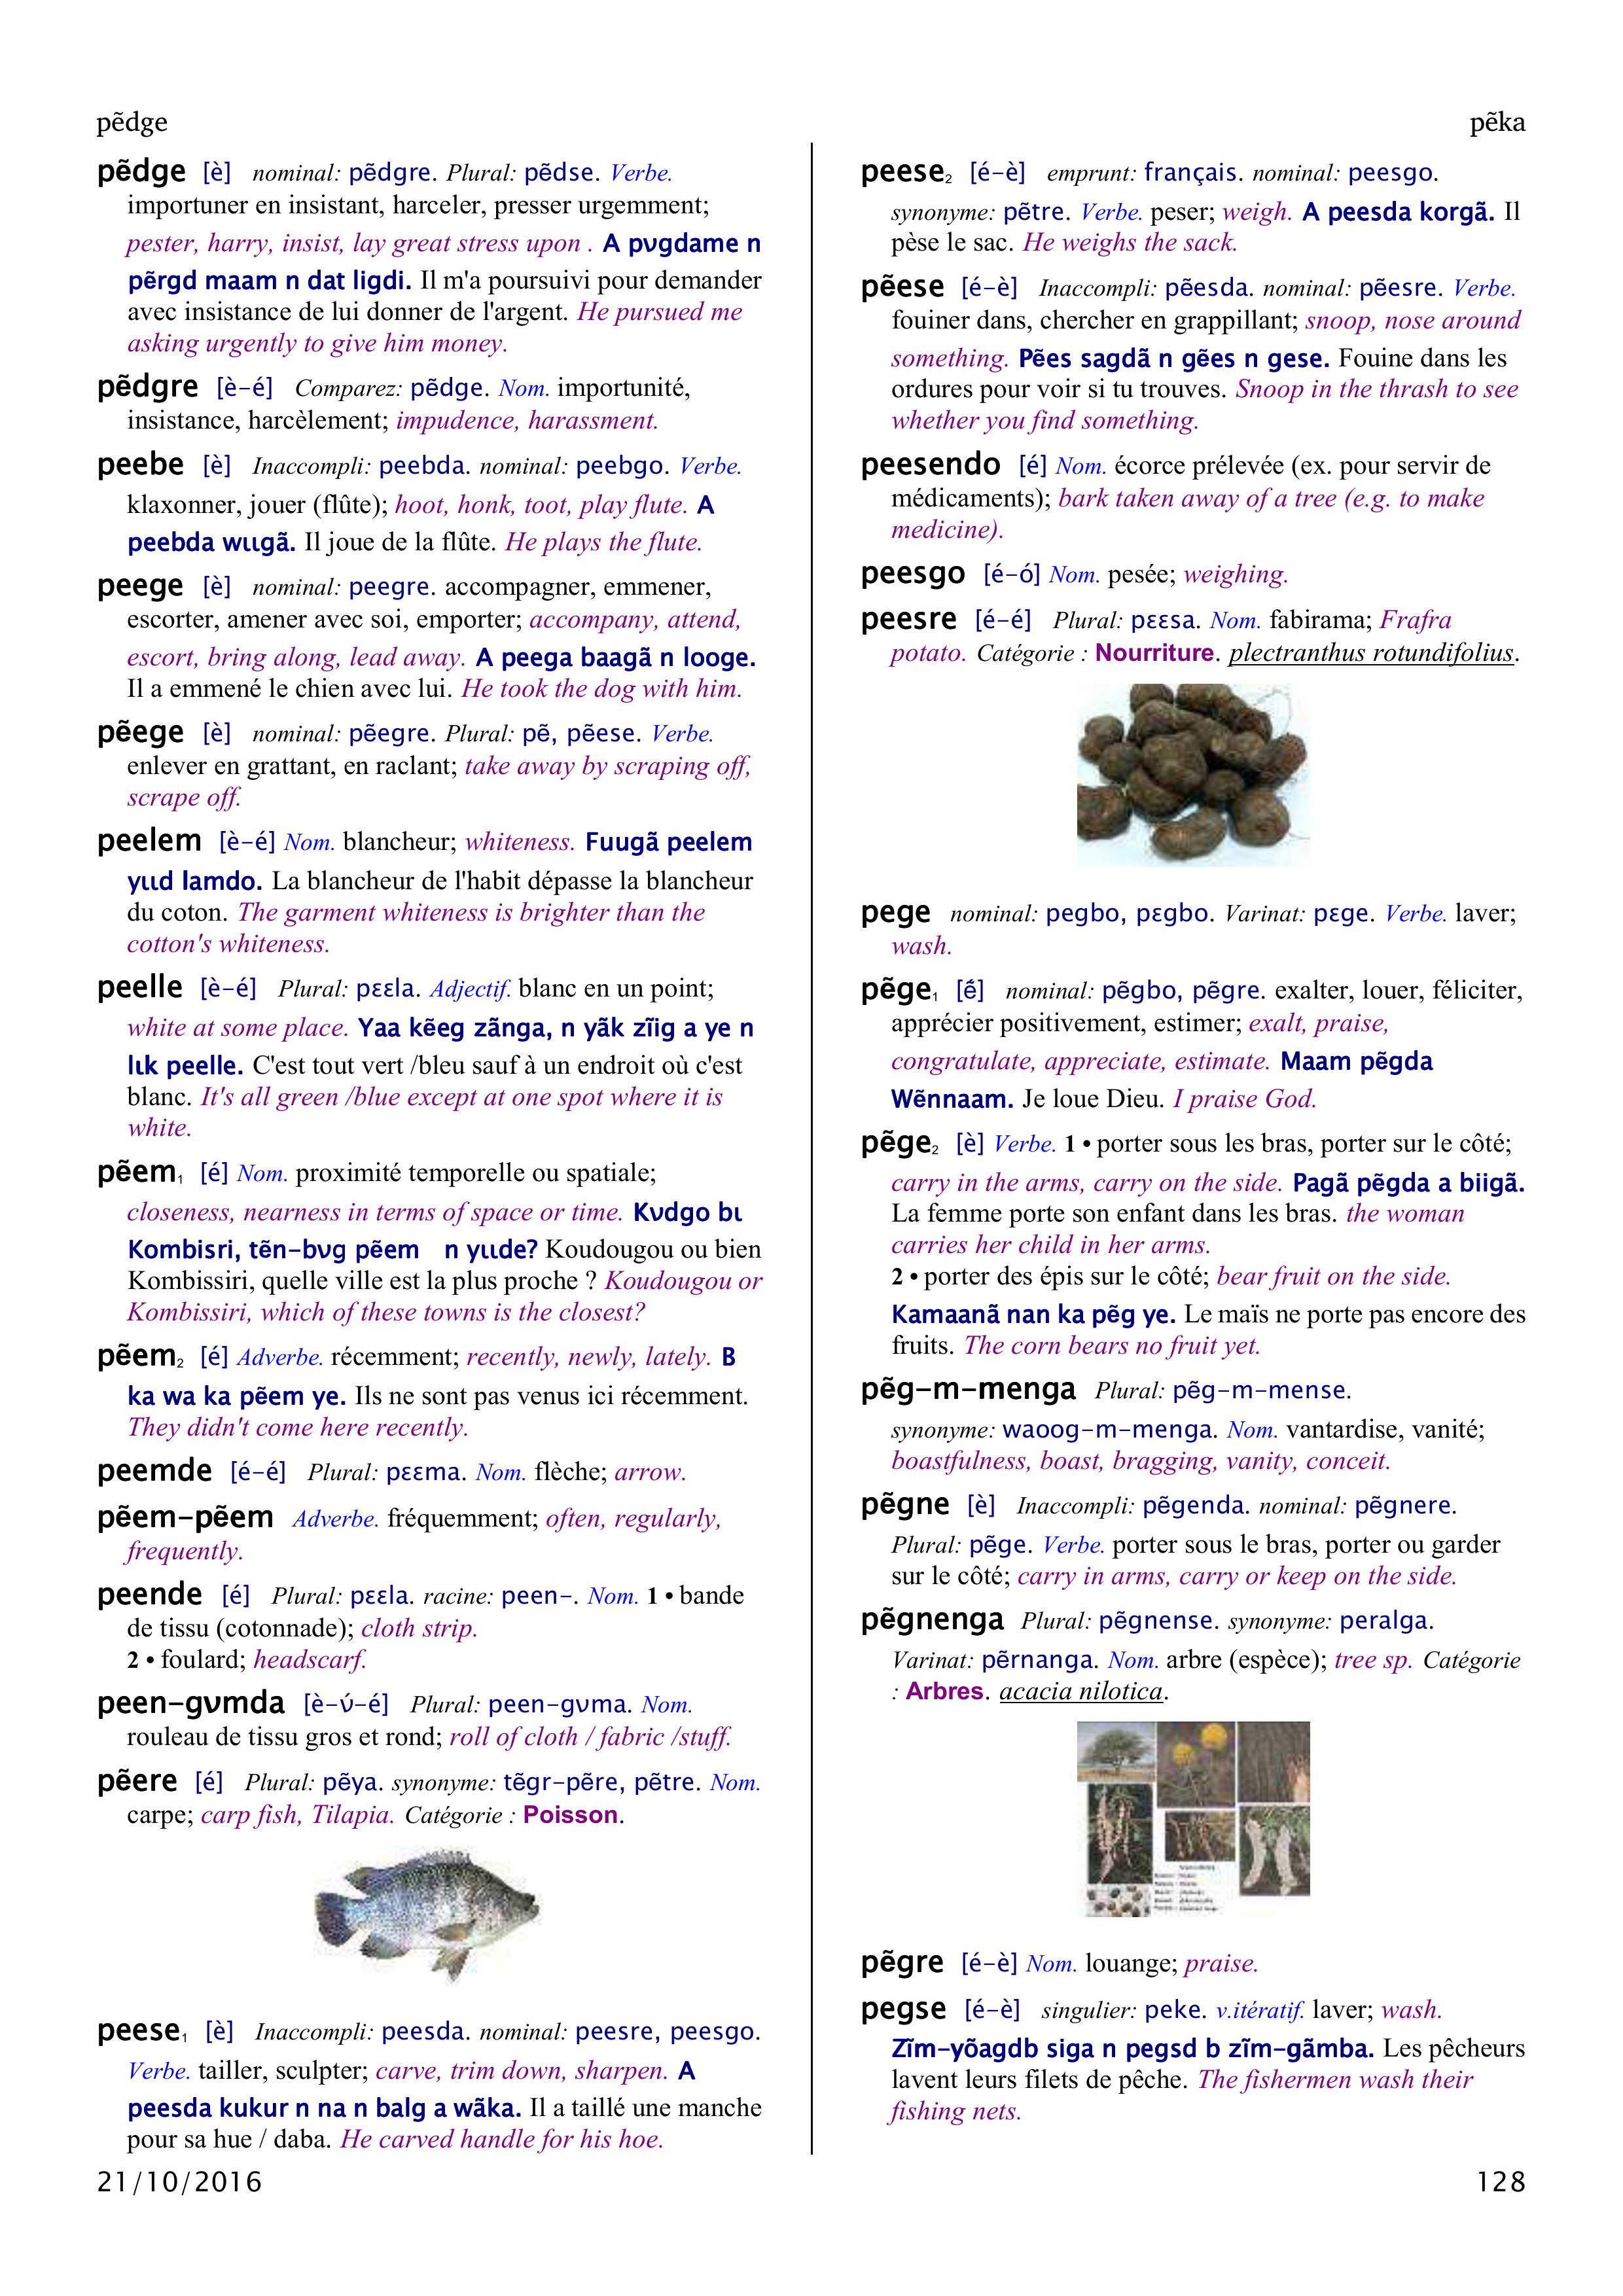 pẽdge
pẽka
pẽdge [è] nominal: pẽdgre. Plural: pẽdse. Verbe.
importuner en insistant, harceler, presser urgemment;
pester, harry, insist, lay great stress upon . A pʋgdame n
pẽrgd maam n dat ligdi. Il m'a poursuivi pour demander
avec insistance de lui donner de l'argent. He pursued me
asking urgently to give him money.
pẽdgre [è-é] Comparez: pẽdge. Nom. importunité,
insistance, harcèlement; impudence, harassment.
peebe [è] Inaccompli: peebda. nominal: peebgo. Verbe.
klaxonner, jouer (flûte); hoot, honk, toot, play flute. A
peebda wɩɩgã. Il joue de la flûte. He plays the flute.
peege [è] nominal: peegre. accompagner, emmener,
escorter, amener avec soi, emporter; accompany, attend,
escort, bring along, lead away. A peega baagã n looge.
Il a emmené le chien avec lui. He took the dog with him.
pẽege [è] nominal: pẽegre. Plural: pẽ, pẽese. Verbe.
enlever en grattant, en raclant; take away by scraping off,
scrape off.
peelem [è-é] Nom. blancheur; whiteness. Fuugã peelem
yɩɩd lamdo. La blancheur de l'habit dépasse la blancheur
du coton. The garment whiteness is brighter than the
cotton's whiteness.
peelle [è-é] Plural: pɛɛla. Adjectif. blanc en un point;
white at some place. Yaa kẽeg zãnga, n yãk zĩig a ye n
lɩk peelle. C'est tout vert /bleu sauf à un endroit où c'est
blanc. It's all green /blue except at one spot where it is
white.
pẽem₁ [é] Nom. proximité temporelle ou spatiale;
closeness, nearness in terms of space or time. Kʋdgo bɩ
Kombisri, tẽn-bʋg pẽem n yɩɩde? Koudougou ou bien
Kombissiri, quelle ville est la plus proche ? Koudougou or
Kombissiri, which of these towns is the closest?
pẽem₂ [é] Adverbe. récemment; recently, newly, lately. B
ka wa ka pẽem ye. Ils ne sont pas venus ici récemment.
They didn't come here recently.
peemde [é-é] Plural: pɛɛma. Nom. flèche; arrow.
pẽem-pẽem Adverbe. fréquemment; often, regularly,
frequently.
peende [é] Plural: pɛɛla. racine: peen-. Nom. 1 • bande
de tissu (cotonnade); cloth strip.
2 • foulard; headscarf.
peen-gʋmda [è-ʋ́-é] Plural: peen-gʋma. Nom.
rouleau de tissu gros et rond; roll of cloth / fabric /stuff.
pẽere [é] Plural: pẽya. synonyme: tẽgr-pẽre, pẽtre. Nom.
carpe; carp fish, Tilapia. Catégorie : Poisson.
peese₁ [è] Inaccompli: peesda. nominal: peesre, peesgo.
Verbe. tailler, sculpter; carve, trim down, sharpen. A
peesda kukur n na n balg a wãka. Il a taillé une manche
pour sa hue / daba. He carved handle for his hoe.
peese₂ [é-è] emprunt: français. nominal: peesgo.
synonyme: pẽtre. Verbe. peser; weigh. A peesda korgã. Il
pèse le sac. He weighs the sack.
pẽese [é-è] Inaccompli: pẽesda. nominal: pẽesre. Verbe.
fouiner dans, chercher en grappillant; snoop, nose around
something. Pẽes sagdã n gẽes n gese. Fouine dans les
ordures pour voir si tu trouves. Snoop in the thrash to see
whether you find something.
peesendo [é] Nom. écorce prélevée (ex. pour servir de
médicaments); bark taken away of a tree (e.g. to make
medicine).
peesgo [é-ó] Nom. pesée; weighing.
peesre [é-é] Plural: pɛɛsa. Nom. fabirama; Frafra
potato. Catégorie : Nourriture. plectranthus rotundifolius.
pege nominal: pegbo, pɛgbo. Varinat: pɛge. Verbe. laver;
wash.
pẽge₁ [ẽ́] nominal: pẽgbo, pẽgre. exalter, louer, féliciter,
apprécier positivement, estimer; exalt, praise,
congratulate, appreciate, estimate. Maam pẽgda
Wẽnnaam. Je loue Dieu. I praise God.
pẽge₂ [è] Verbe. 1 • porter sous les bras, porter sur le côté;
carry in the arms, carry on the side. Pagã pẽgda a biigã.
La femme porte son enfant dans les bras. the woman
carries her child in her arms.
2 • porter des épis sur le côté; bear fruit on the side.
Kamaanã nan ka pẽg ye. Le maïs ne porte pas encore des
fruits. The corn bears no fruit yet.
pẽg-m-menga Plural: pẽg-m-mense.
synonyme: waoog-m-menga. Nom. vantardise, vanité;
boastfulness, boast, bragging, vanity, conceit.
pẽgne [è] Inaccompli: pẽgenda. nominal: pẽgnere.
Plural: pẽge. Verbe. porter sous le bras, porter ou garder
sur le côté; carry in arms, carry or keep on the side.
pẽgnenga Plural: pẽgnense. synonyme: peralga.
Varinat: pẽrnanga. Nom. arbre (espèce); tree sp. Catégorie
: Arbres. acacia nilotica.
pẽgre [é-è] Nom. louange; praise.
pegse [é-è] singulier: peke. v.itératif. laver; wash.
Zĩm-yõagdb siga n pegsd b zĩm-gãmba. Les pêcheurs
lavent leurs filets de pêche. The fishermen wash their
fishing nets.
21/10/2016
128